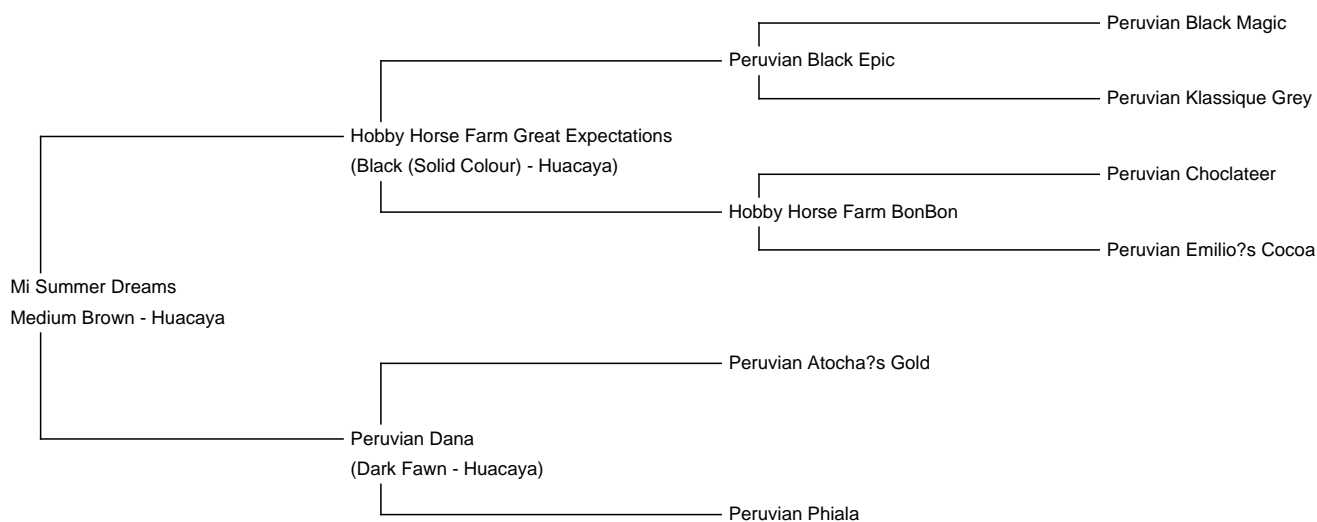 Peruvian Black Magic
Peruvian Black Epic
Peruvian Klassique Grey
Hobby Horse Farm Great Expectations
(Black (Solid Colour) - Huacaya)
Peruvian Choclateer
Hobby Horse Farm BonBon
Peruvian Emilio?s Cocoa
Mi Summer Dreams
Medium Brown - Huacaya
Peruvian Atocha?s Gold
Peruvian Dana
(Dark Fawn - Huacaya)
Peruvian Phiala